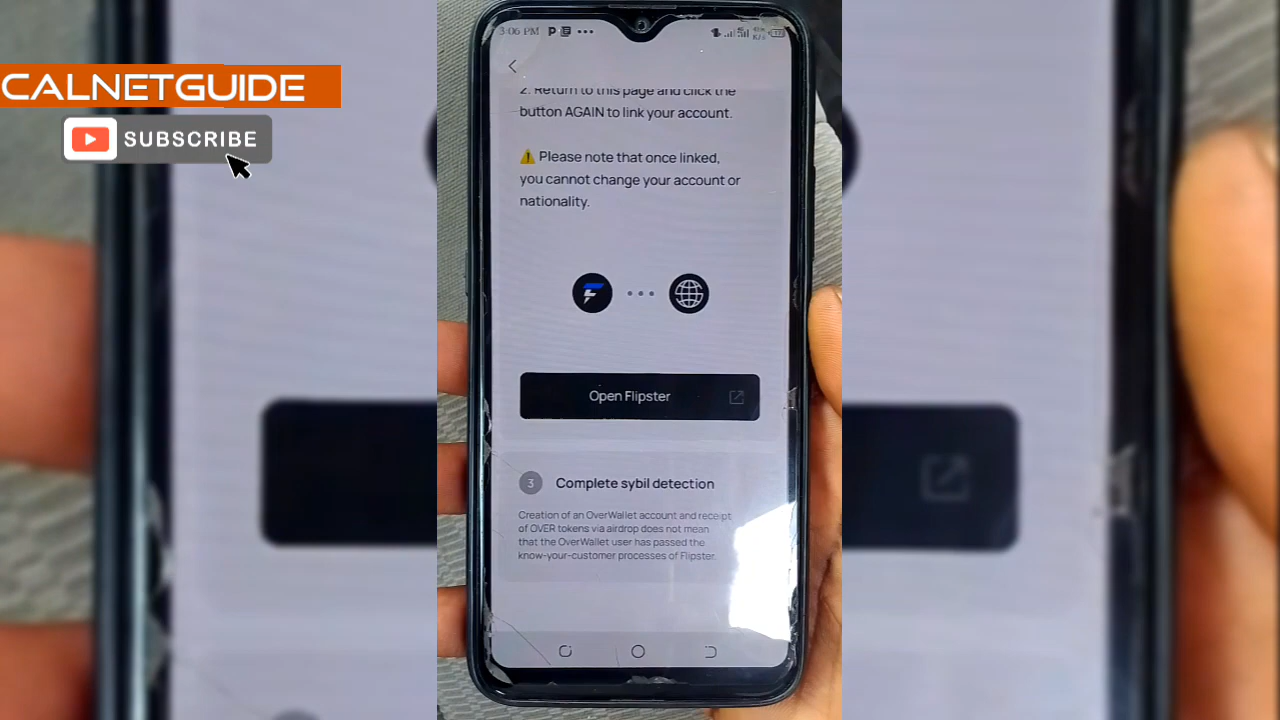 CALNETGUIDE
SUBSCRIBE
3:06 PM
2. Return to this page and click the
button AGAIN to link your account.
⚠️ Please note that once linked,
you cannot change your account or
nationality.
Open Flipster
3 Complete sybil detection
Creation of an OverWallet account and receipt
of OVER tokens via airdrop does not mean
that the OverWallet user has passed the
know-your-customer processes of Flipster.